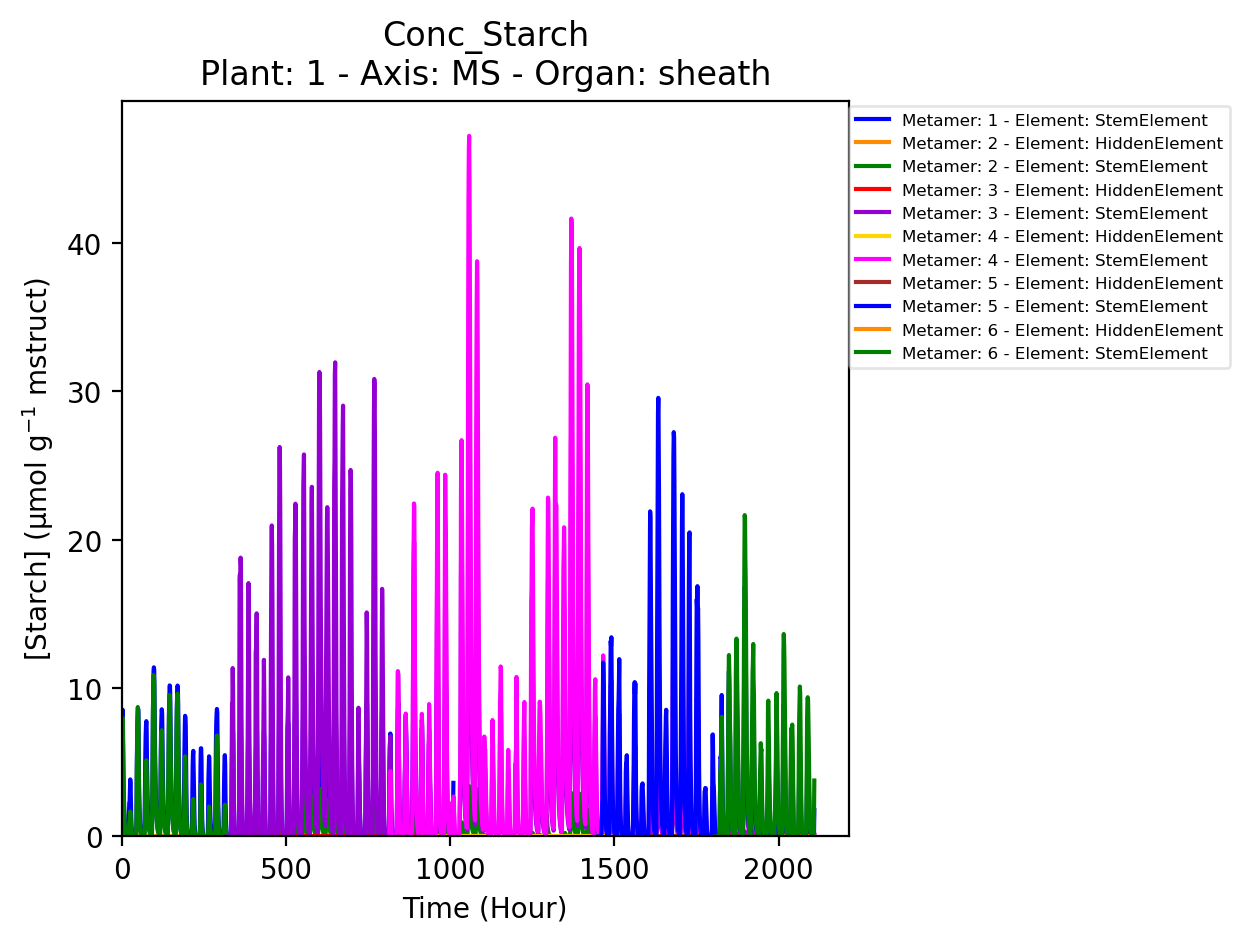 Conc_Starch
Plant: 1 - Axis: MS - Organ: sheath
[Starch] (µmol g⁻¹ mstruct)
40
30
20
10
0
0 500 1000 1500 2000
Time (Hour)
Metamer: 1 - Element: StemElement
Metamer: 2 - Element: HiddenElement
Metamer: 2 - Element: StemElement
Metamer: 3 - Element: HiddenElement
Metamer: 3 - Element: StemElement
Metamer: 4 - Element: HiddenElement
Metamer: 4 - Element: StemElement
Metamer: 5 - Element: HiddenElement
Metamer: 5 - Element: StemElement
Metamer: 6 - Element: HiddenElement
Metamer: 6 - Element: StemElement